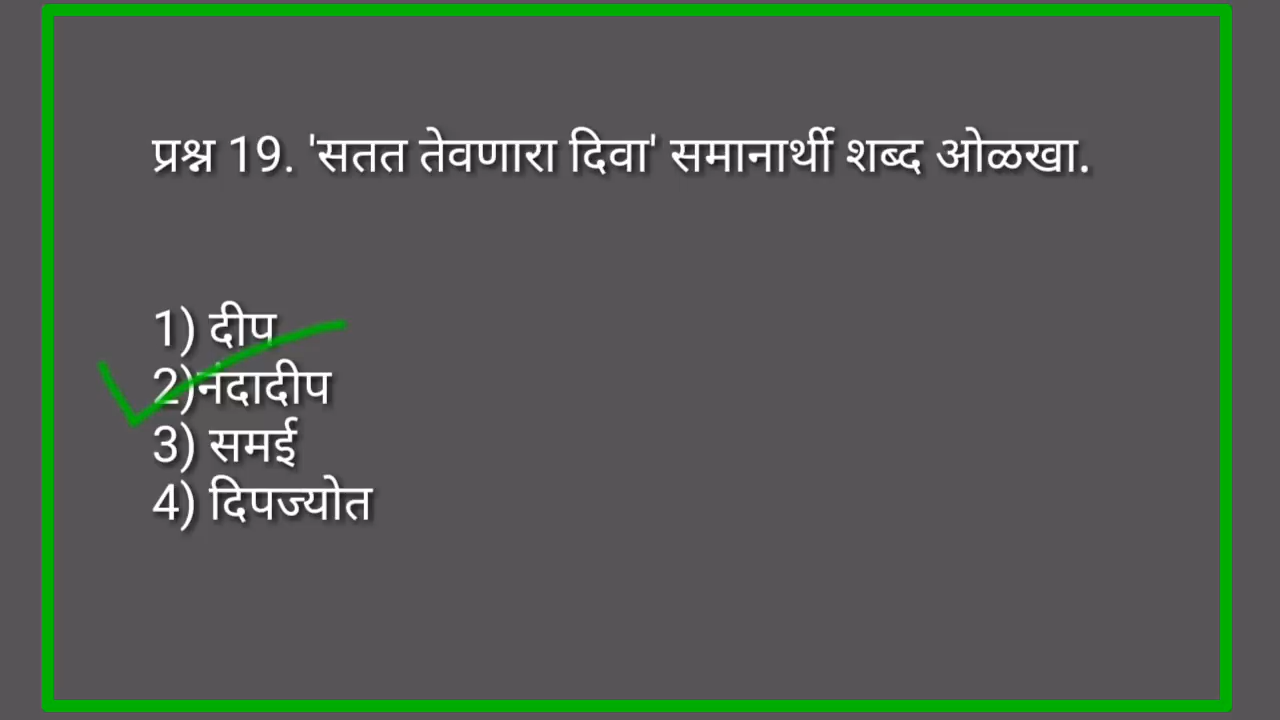 प्रश्न 19. 'सतत तेवणारा दिवा' समानार्थी शब्द ओळखा.
1) दीप
2)नंदादीप
3) समई
4) दिपज्योत